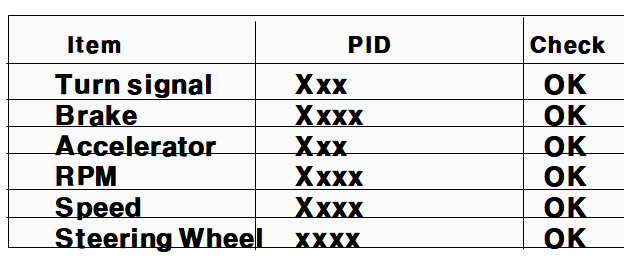 Item PID Check
Turn signal Xxx OK
Brake Xxxx OK
Accelerator Xxx OK
RPM Xxxx OK
Speed Xxxx OK
Steering Wheel xxxx OK